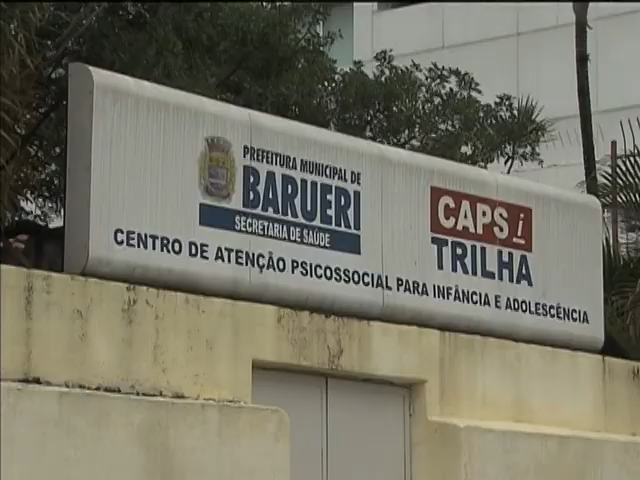 PREFEITURA MUNICIPAL DE
BARUERI
SECRETARIA DE SAÚDE
CAPS i
TRILHA
CENTRO DE ATENÇÃO PSICOSSOCIAL PARA INFÂNCIA E ADOLESCÊNCIA